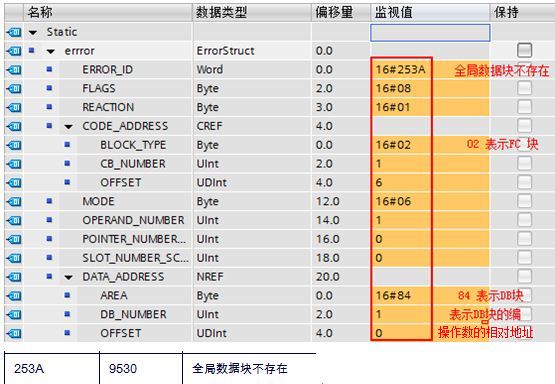 名称 数据类型 偏移量 监视值 保持
Static
errror ErrorStruct 0.0
ERROR_ID Word 0.0 16#253A 全局数据块不存在
FLAGS Byte 2.0 16#08
REACTION Byte 3.0 16#01
CODE_ADDRESS CREF 4.0
BLOCK_TYPE Byte 0.0 16#02 02 表示FC 块
CB_NUMBER UInt 2.0 1
OFFSET UDInt 4.0 6
MODE Byte 12.0 16#06
OPERAND_NUMBER UInt 14.0 1
POINTER_NUMBER... UInt 16.0 0
SLOT_NUMBER_SC... UInt 18.0 0
DATA_ADDRESS NREF 20.0
AREA Byte 0.0 16#84 84 表示DB块
DB_NUMBER UInt 2.0 1 表示DB块的编
OFFSET UDInt 4.0 0 操作数的相对地址
253A 9530 全局数据块不存在